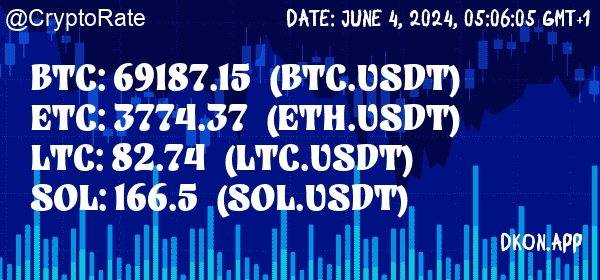 @CryptoRate
DATE: JUNE 4, 2024, 05:06:05 GMT+1
BTC: 69187.15 (BTC.USDT)
ETC: 3774.37 (ETH.USDT)
LTC: 82.74 (LTC.USDT)
SOL: 166.5 (SOL.USDT)
DKON.APP